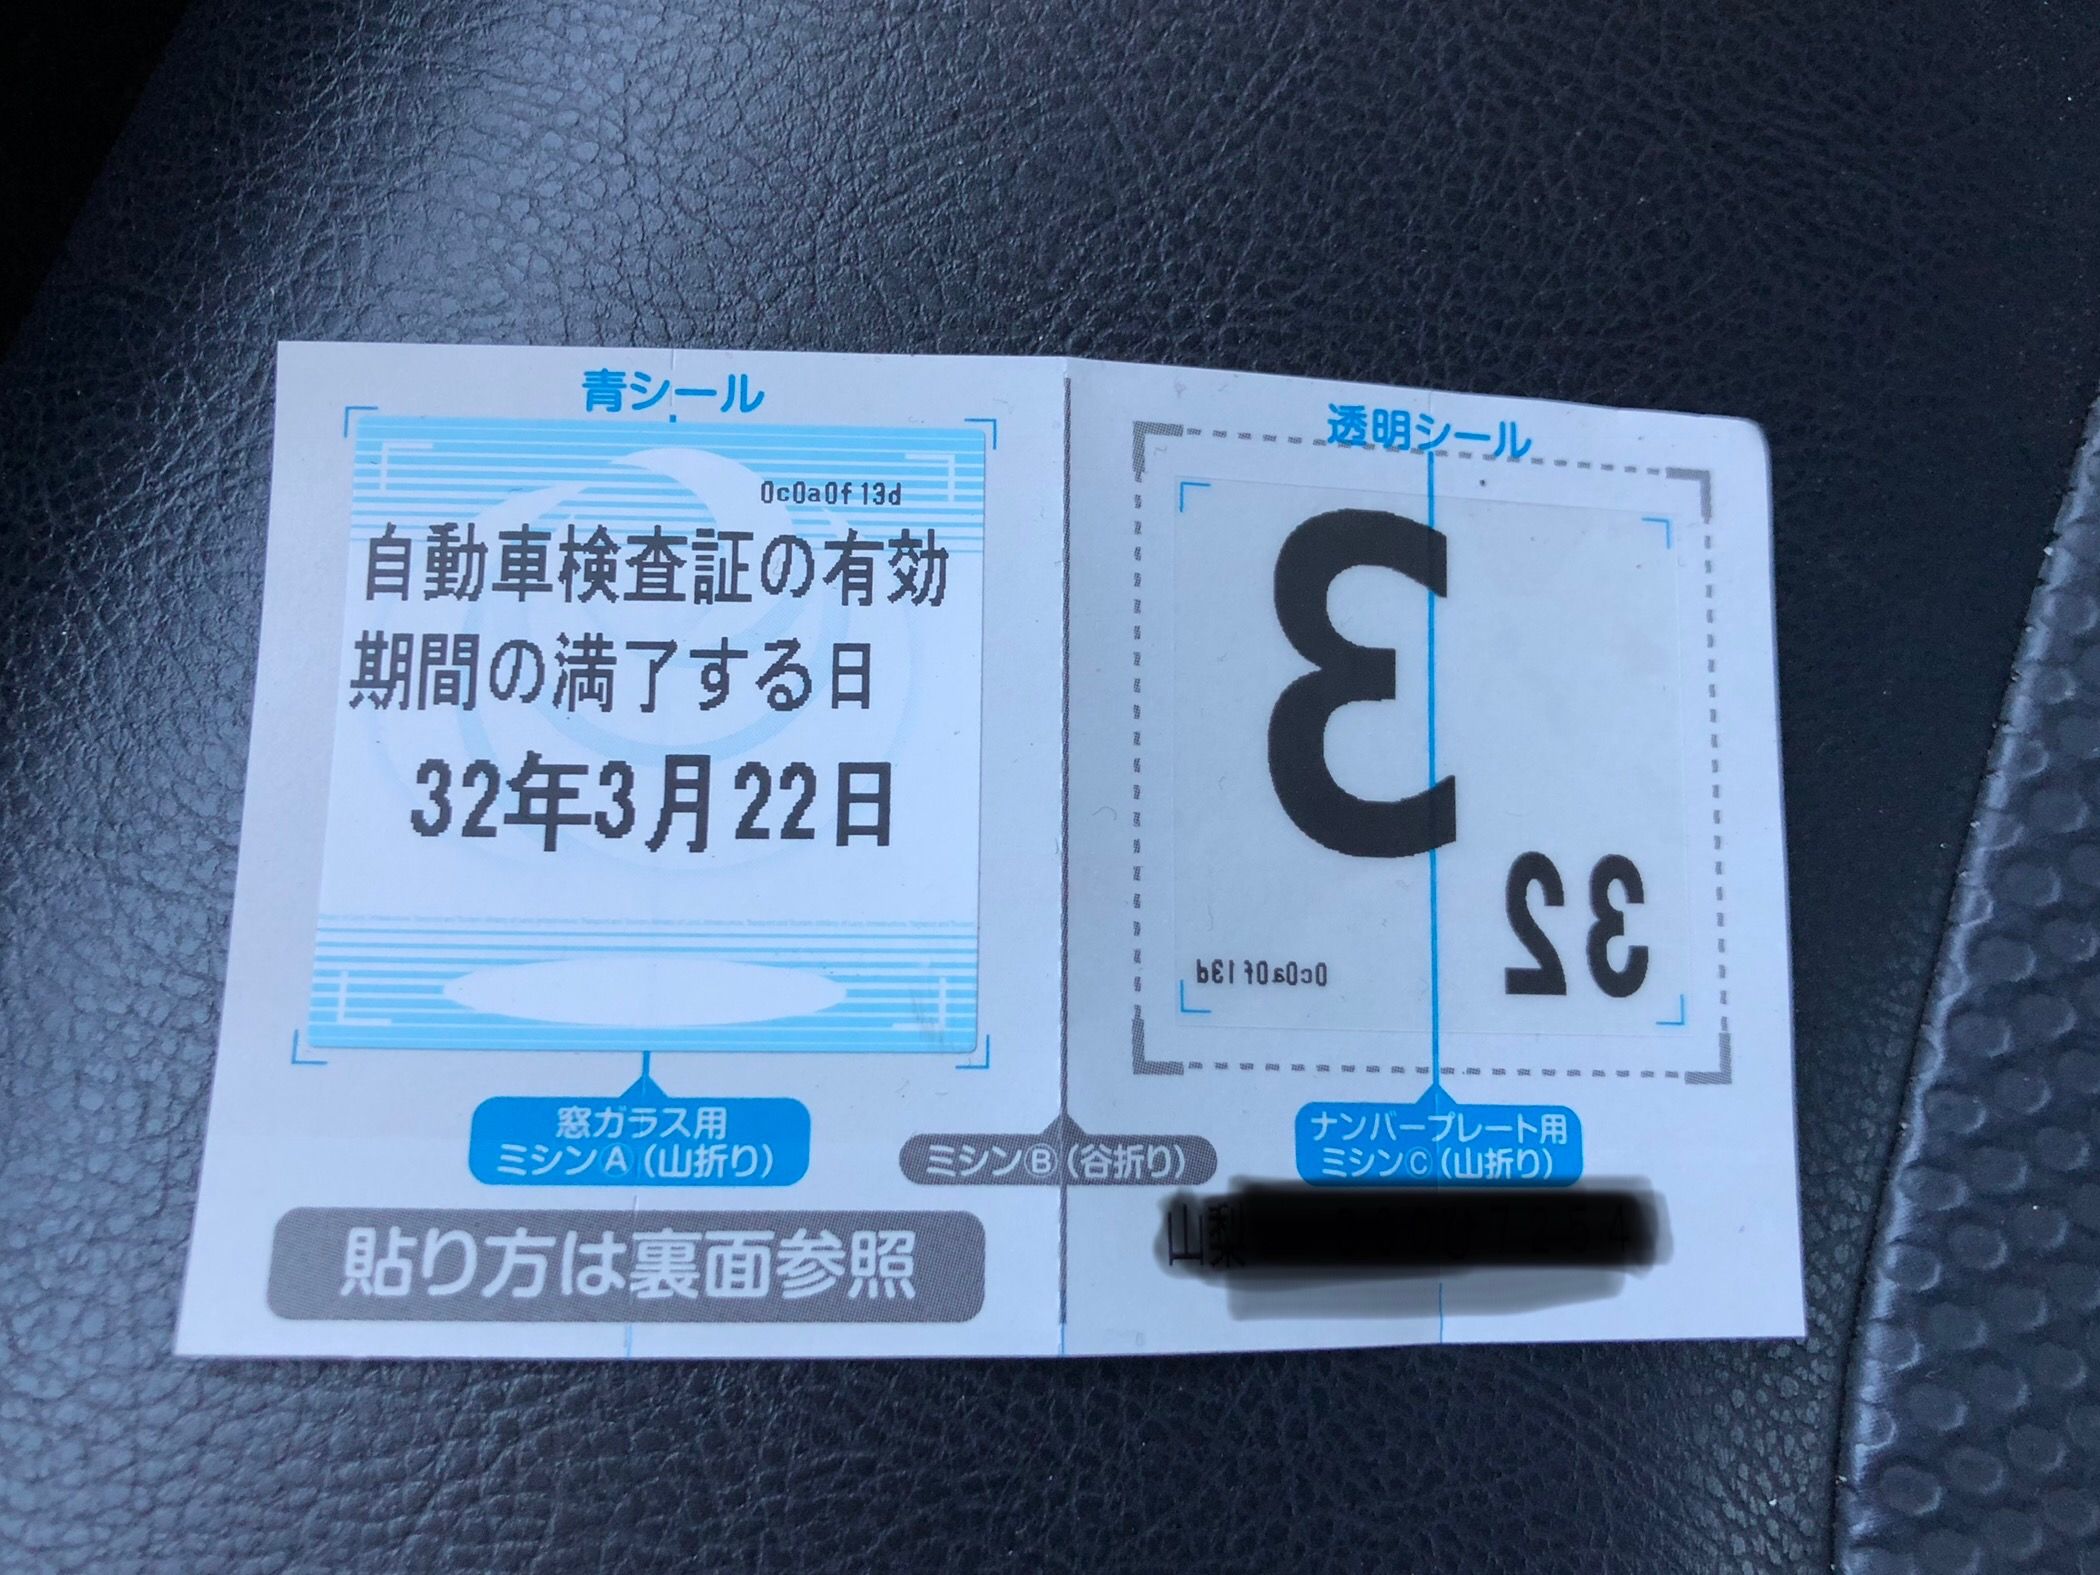 青シール
0c0a0f13d
自動車検査証の有効
期間の満了する日
32年3月22日
窓ガラス用
ミシンⒶ(山折り)
貼り方は裏面参照
ミシンⒷ(谷折り)
透明シール
3
32
0c0a0f13d
ナンバープレート用
ミシンⒸ(山折り)
山梨